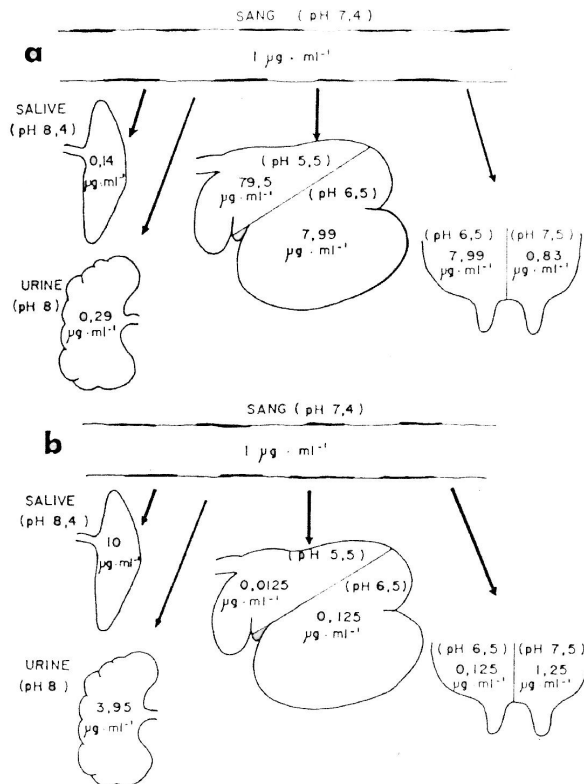 SANG (pH 7,4)
a
1 µg · ml⁻¹
SALIVE
(pH 8,4)
0,14
µg·ml⁻¹
(pH 5,5)
79,5
µg·ml⁻¹
(pH 6,5)
7,99
µg·ml⁻¹
(pH 6,5) (pH 7,5)
7,99 0,83
µg·ml⁻¹ µg·ml⁻¹
URINE
(pH 8)
0,29
µg·ml⁻¹
SANG (pH 7,4)
b
1 µg · ml⁻¹
SALIVE
(pH 8,4)
10
µg·ml⁻¹
(pH 5,5)
0,0125
µg·ml⁻¹
(pH 6,5)
0,125
µg·ml⁻¹
(pH 6,5) (pH 7,5)
0,125 1,25
µg·ml⁻¹ µg·ml⁻¹
URINE
(pH 8)
3,95
µg·ml⁻¹